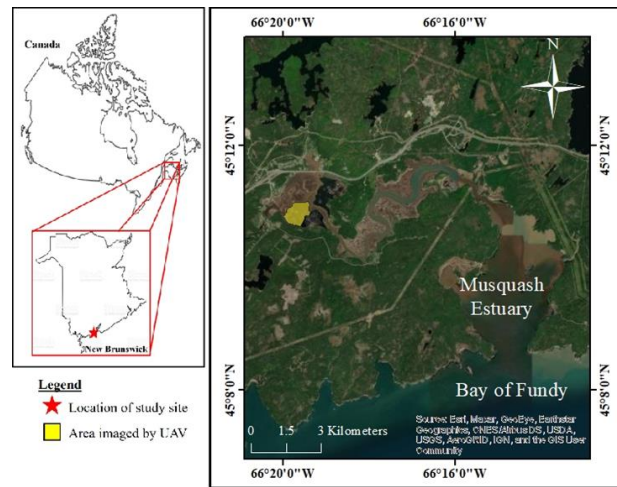 Canada
New Brunswick
Legend
Location of study site
Area imaged by UAV
66°20'0"W 66°16'0"W
N
45°12'0"N
45°12'0"N
Musquash
Estuary
45°8'0"N
45°8'0"N
Bay of Fundy
0 1.5 3 Kilometers
Source: Esri, Maxar, GeoEye, Earthstar
Geographics, CNES/Airbus DS, USDA,
USGS, AeroGRID, IGN, and the GIS User
Community
66°20'0"W 66°16'0"W